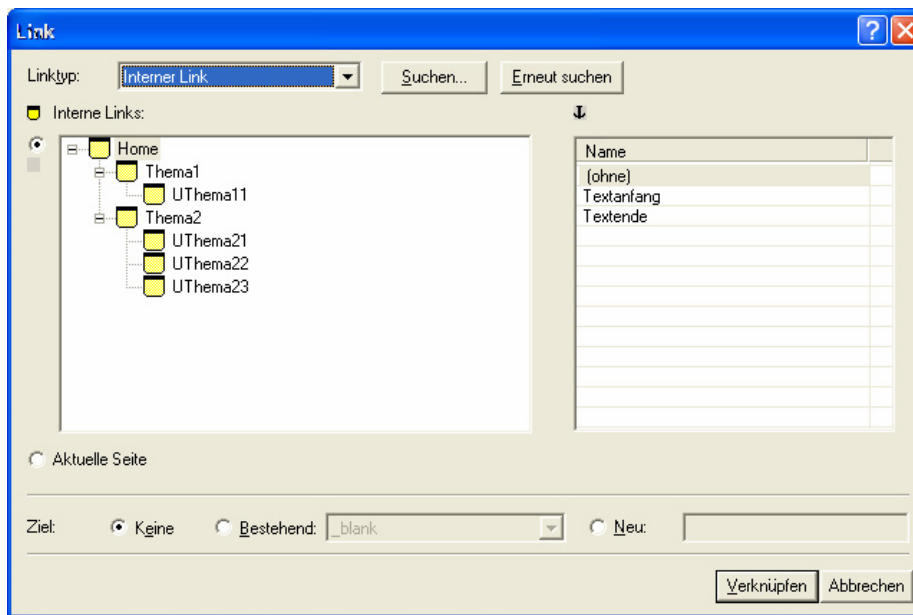 Link
Linktyp: Interner Link Suchen... Erneut suchen
Interne Links:
Home
Thema1
UThema11
Thema2
UThema21
UThema22
UThema23
Name
(ohne)
Textanfang
Textende
Aktuelle Seite
Ziel: Keine Bestehend: _blank Neu:
Verknüpfen Abbrechen